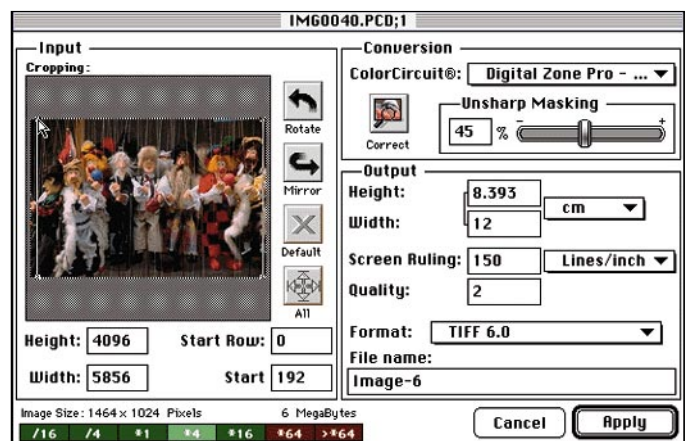 IMG0040.PCD;1
Input
Cropping:
Rotate
Mirror
Default
All
Height: 4096 Start Row: 0
Width: 5856 Start 192
Image Size: 1464 x 1024 Pixels 6 MegaBytes
/16 /4 *1 *4 *16 *64 >*64
Conversion
ColorCircuit®: Digital Zone Pro - ...
Correct
Unsharp Masking
45 % - +
Output
Height: 8.393 cm
Width: 12
Screen Ruling: 150 Lines/inch
Quality: 2
Format: TIFF 6.0
File name:
Image-6
Cancel Apply